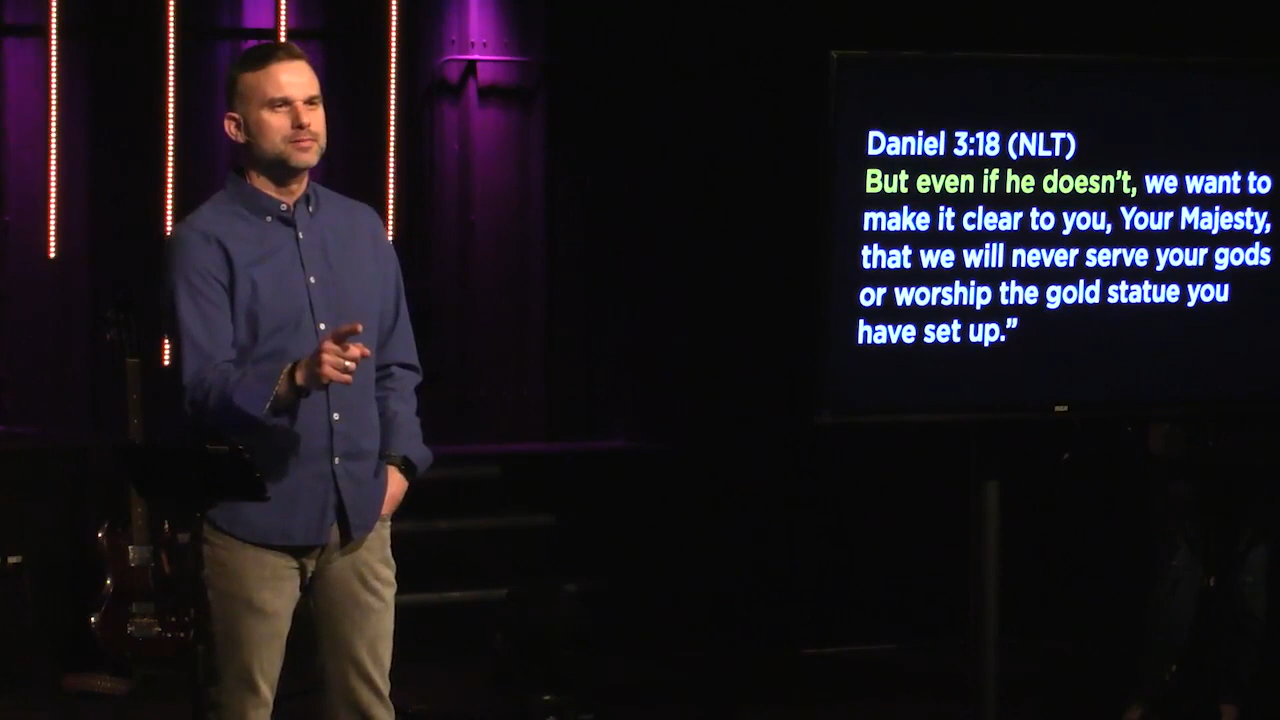 Daniel 3:18 (NLT)
But even if he doesn’t, we want to
make it clear to you, Your Majesty,
that we will never serve your gods
or worship the gold statue you
have set up.”